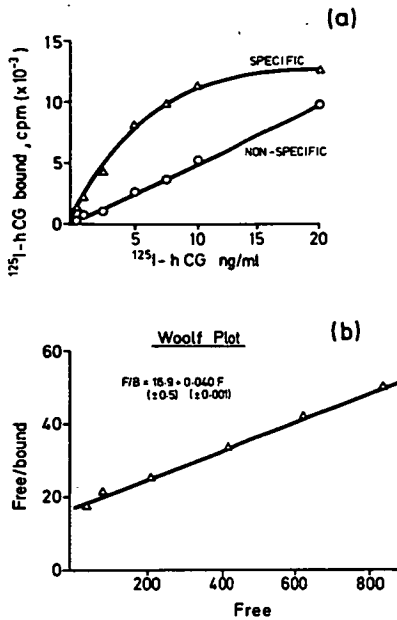 (a)
¹²⁵I-hCG bound, cpm (x10⁻³)
15
10
5
0
SPECIFIC
NON-SPECIFIC
5
10
15
20
¹²⁵I-hCG ng/ml
(b)
Woolf Plot
F/B = 16.9 + 0.040 F
(±0.5) (±0.001)
Free/bound
60
40
20
0
200
400
600
800
Free